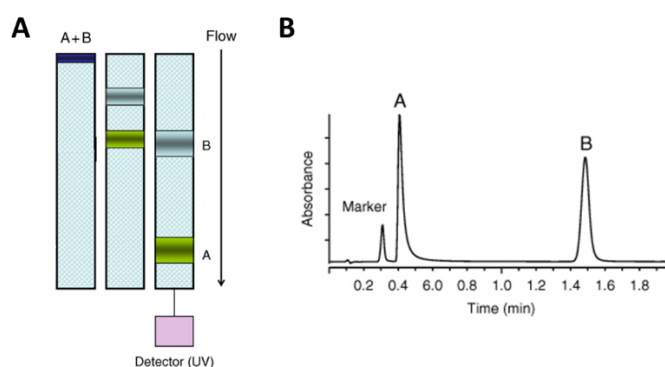 A
A+B
Flow
B
A
Detector (UV)
B
Absorbance
Marker
A
B
0.2 0.4 6.0 0.8 1.0 1.2 1.4 1.6 1.8
Time (min)